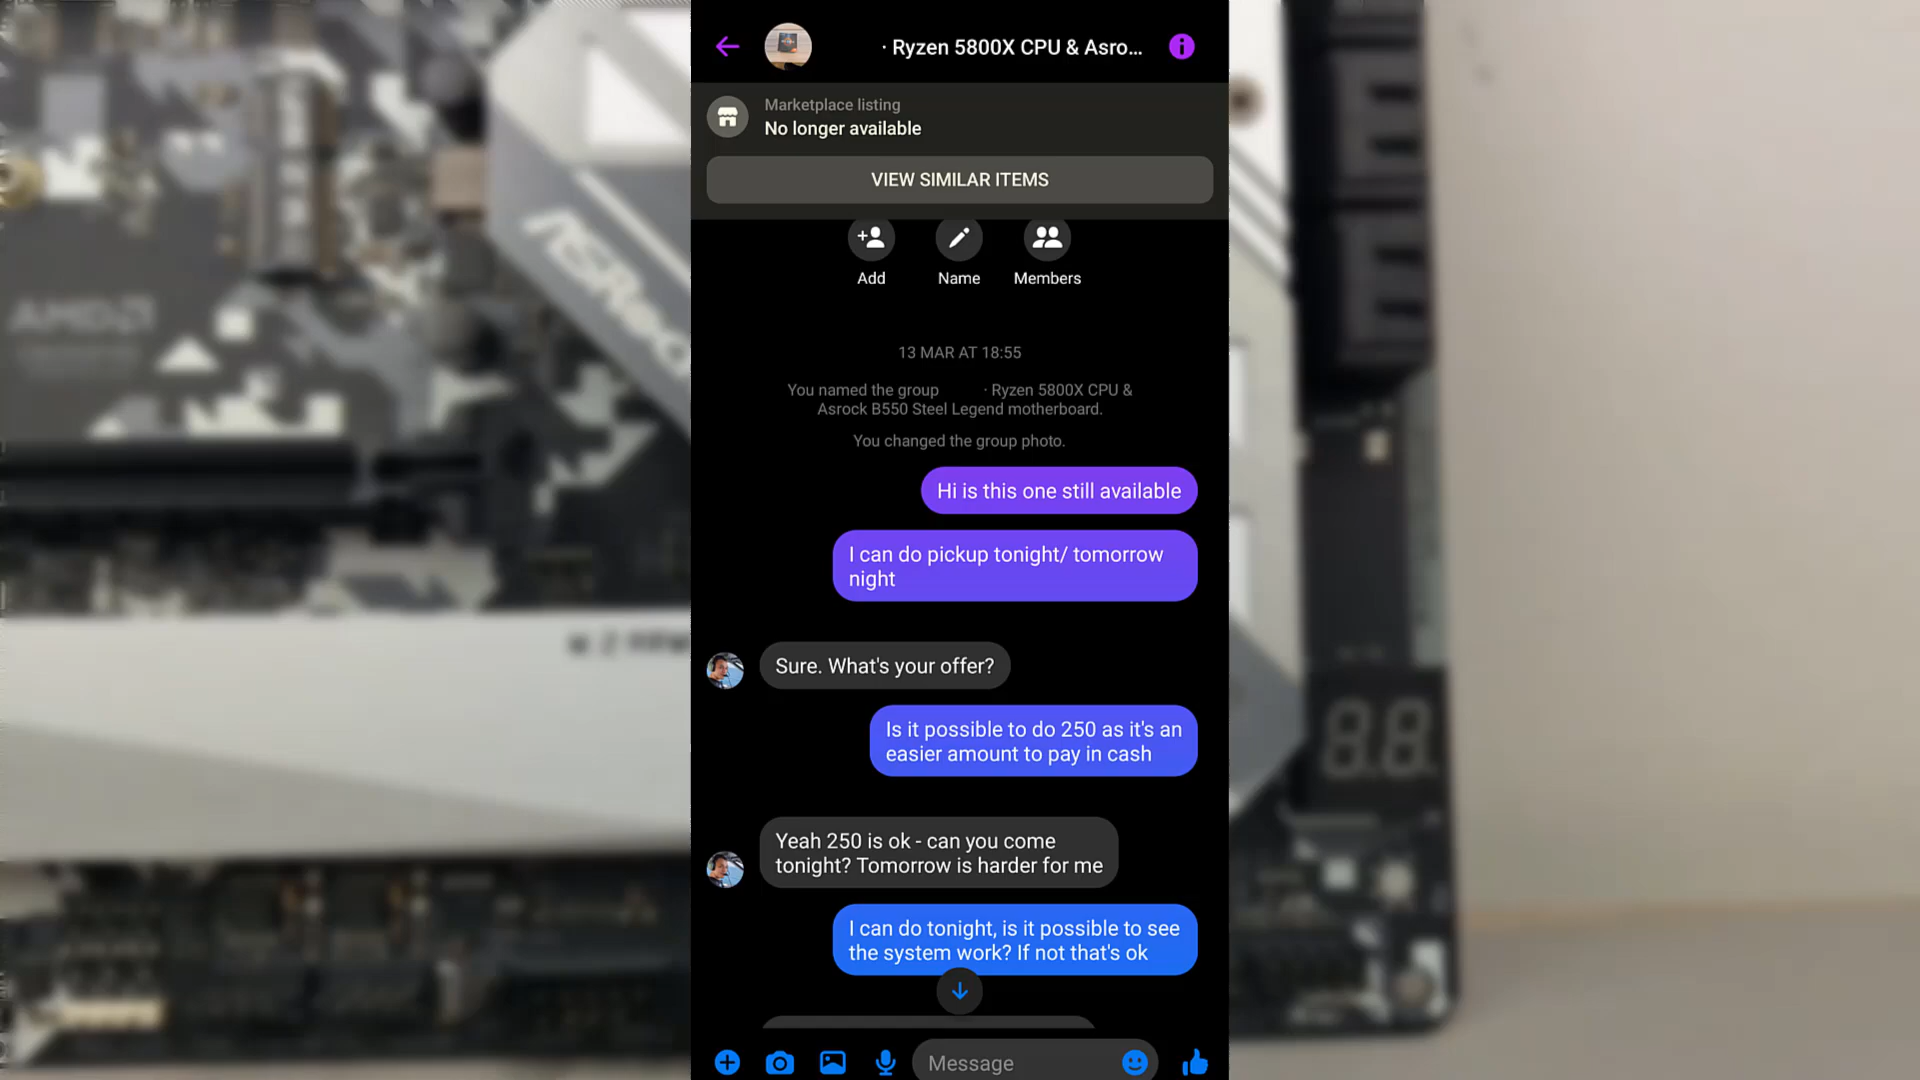 · Ryzen 5800X CPU & Asro...
Marketplace listing
No longer available
VIEW SIMILAR ITEMS
Add
Name
Members
13 MAR AT 18:55
You named the group · Ryzen 5800X CPU &
Asrock B550 Steel Legend motherboard.
You changed the group photo.
Hi is this one still available
I can do pickup tonight/ tomorrow
night
Sure. What's your offer?
Is it possible to do 250 as it's an
easier amount to pay in cash
Yeah 250 is ok - can you come
tonight? Tomorrow is harder for me
I can do tonight, is it possible to see
the system work? If not that's ok
Message
ASRock
AMD
8.8.